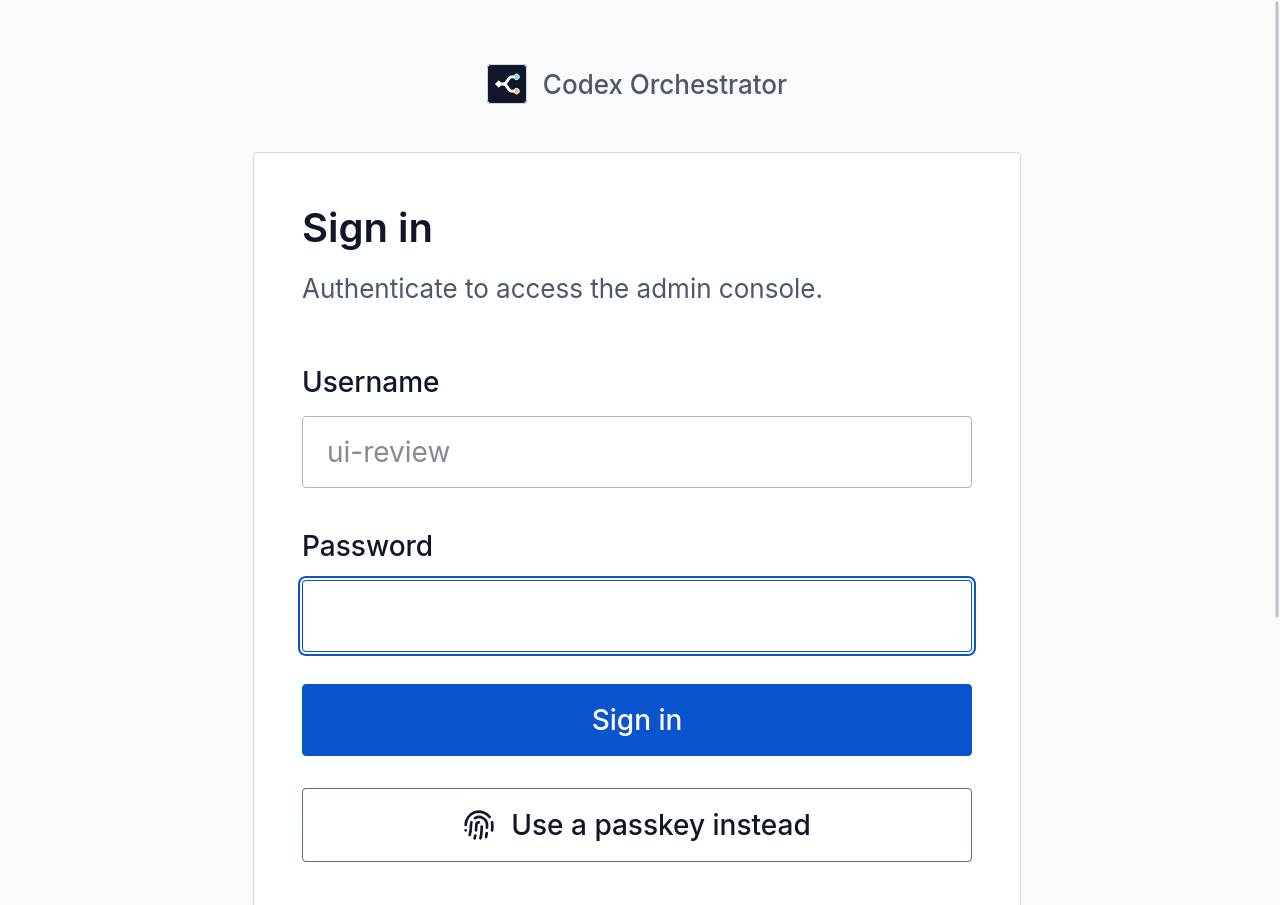 Codex Orchestrator
Sign in
Authenticate to access the admin console.
Username
ui-review
Password
Sign in
Use a passkey instead